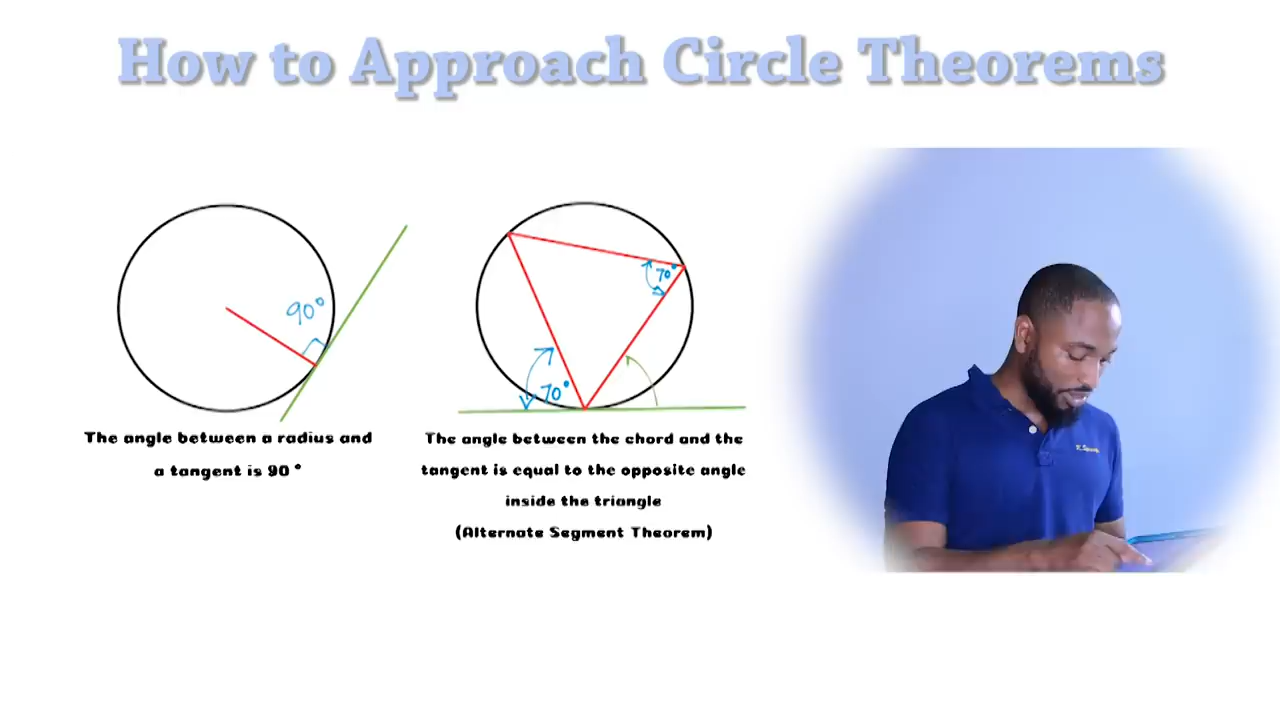 How to Approach Circle Theorems
90°
70°
70°
The angle between a radius and
a tangent is 90°
The angle between the chord and the
tangent is equal to the opposite angle
inside the triangle
(Alternate Segment Theorem)